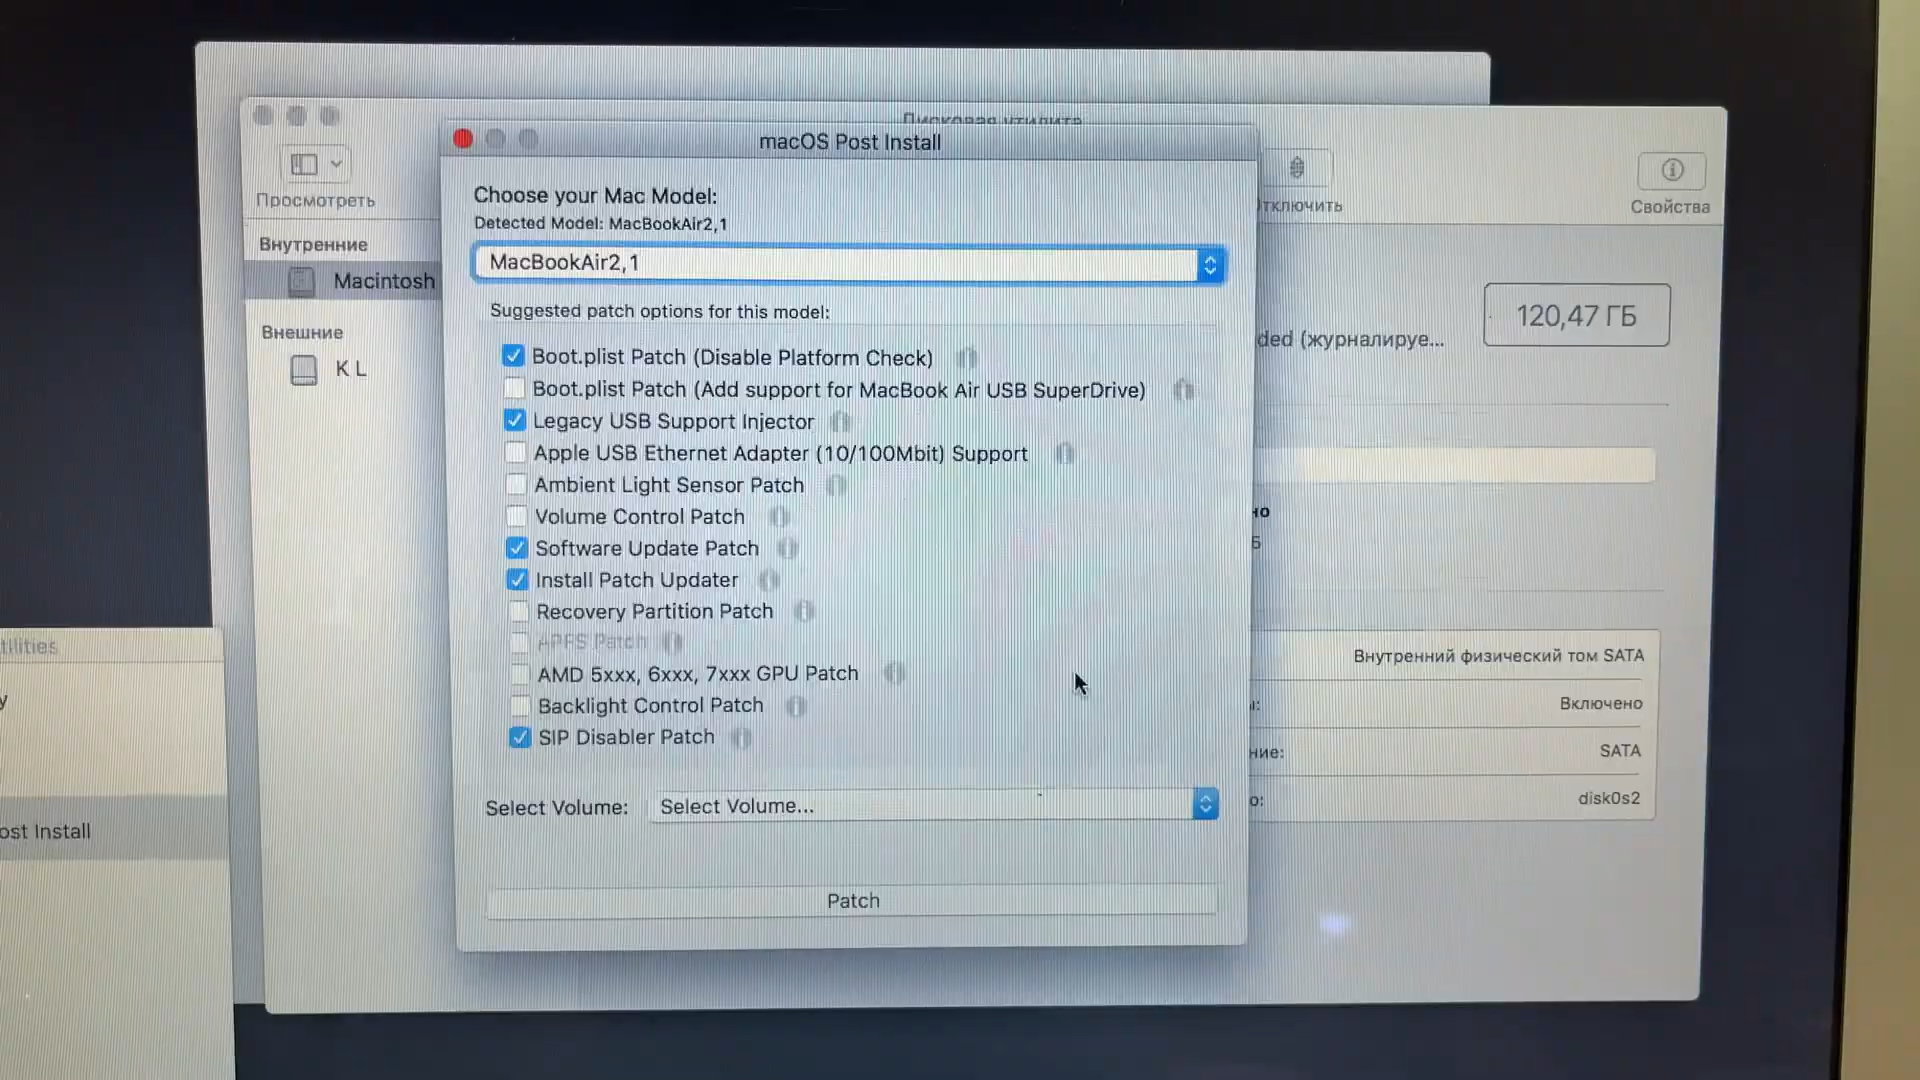 Просмотреть
Внутренние
Macintosh
Внешние
K L
macOS Post Install
Choose your Mac Model:
Detected Model: MacBookAir2,1
MacBookAir2,1
Suggested patch options for this model:
Boot.plist Patch (Disable Platform Check)
Boot.plist Patch (Add support for MacBook Air USB SuperDrive)
Legacy USB Support Injector
Apple USB Ethernet Adapter (10/100Mbit) Support
Ambient Light Sensor Patch
Volume Control Patch
Software Update Patch
Install Patch Updater
Recovery Partition Patch
APFS Patch
AMD 5xxx, 6xxx, 7xxx GPU Patch
Backlight Control Patch
SIP Disabler Patch
Select Volume: Select Volume...
Patch
тключить
Свойства
ded (журналируе...
120,47 ГБ
Внутренний физический том SATA
Включено
ние: SATA
о: disk0s2
tilities
y
ost Install